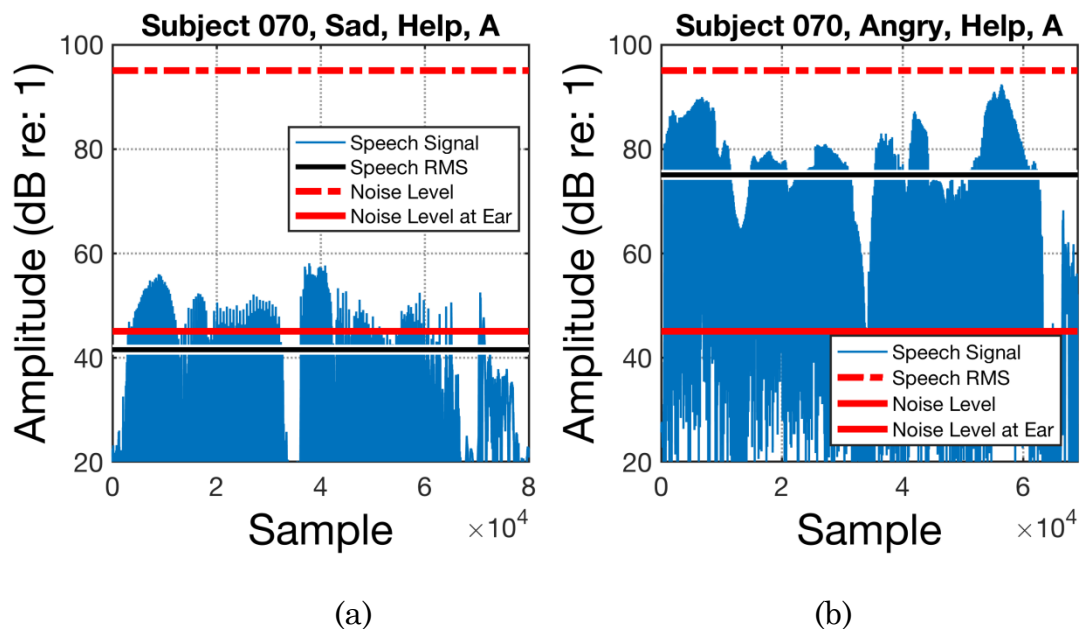 Subject 070, Sad, Help, A
Amplitude (dB re: 1)
100
80
60
40
20
Speech Signal
Speech RMS
Noise Level
Noise Level at Ear
0 2 4 6 8
×10⁴
Sample
(a)
Subject 070, Angry, Help, A
Amplitude (dB re: 1)
100
80
60
40
20
Speech Signal
Speech RMS
Noise Level
Noise Level at Ear
0 2 4 6
×10⁴
Sample
(b)